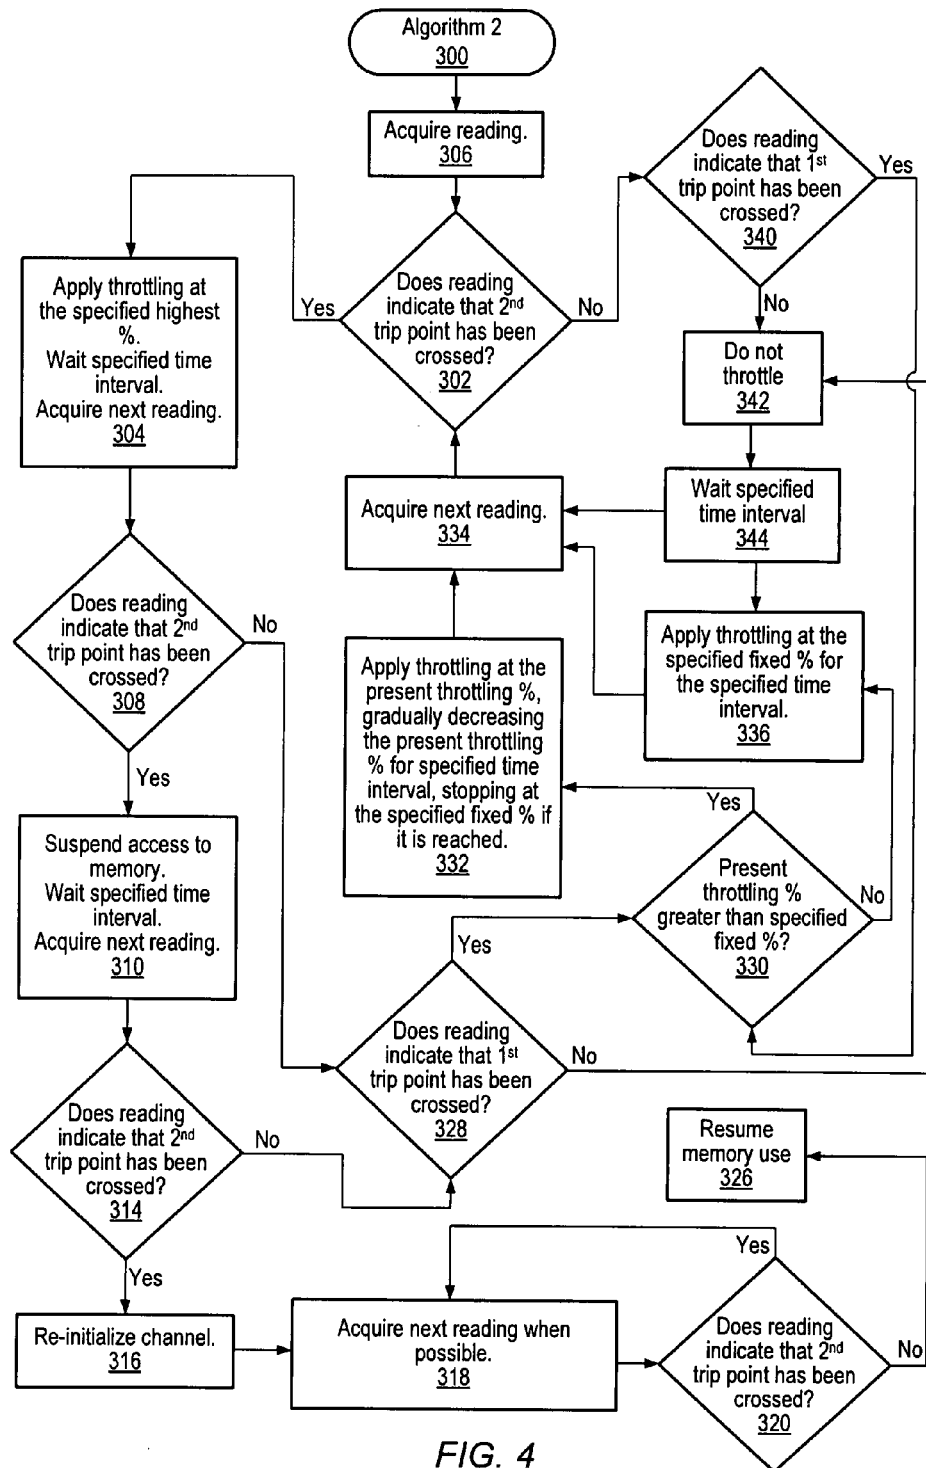 Algorithm 2
300
Acquire reading.
306
Does reading
indicate that 1st
trip point has been
crossed?
340
Yes
No
Does reading
indicate that 2nd
trip point has been
crossed?
302
Yes
No
Apply throttling at
the specified highest
%.
Wait specified time
interval.
Acquire next reading.
304
Do not
throttle
342
Acquire next reading.
334
Wait specified
time interval
344
Does reading
indicate that 2nd
trip point has been
crossed?
308
No
Yes
Apply throttling at the
present throttling %,
gradually decreasing
the present throttling
% for specified time
interval, stopping at
the specified fixed % if
it is reached.
332
Apply throttling at the
specified fixed % for
the specified time
interval.
336
Yes
Present
throttling %
greater than specified
fixed %?
330
No
Suspend access to
memory.
Wait specified time
interval.
Acquire next reading.
310
Yes
Does reading
indicate that 1st
trip point has been
crossed?
328
No
Does reading
indicate that 2nd
trip point has been
crossed?
314
No
Yes
Resume
memory use
326
Re-initialize channel.
316
Acquire next reading when
possible.
318
Yes
Does reading
indicate that 2nd
trip point has been
crossed?
320
No
FIG. 4